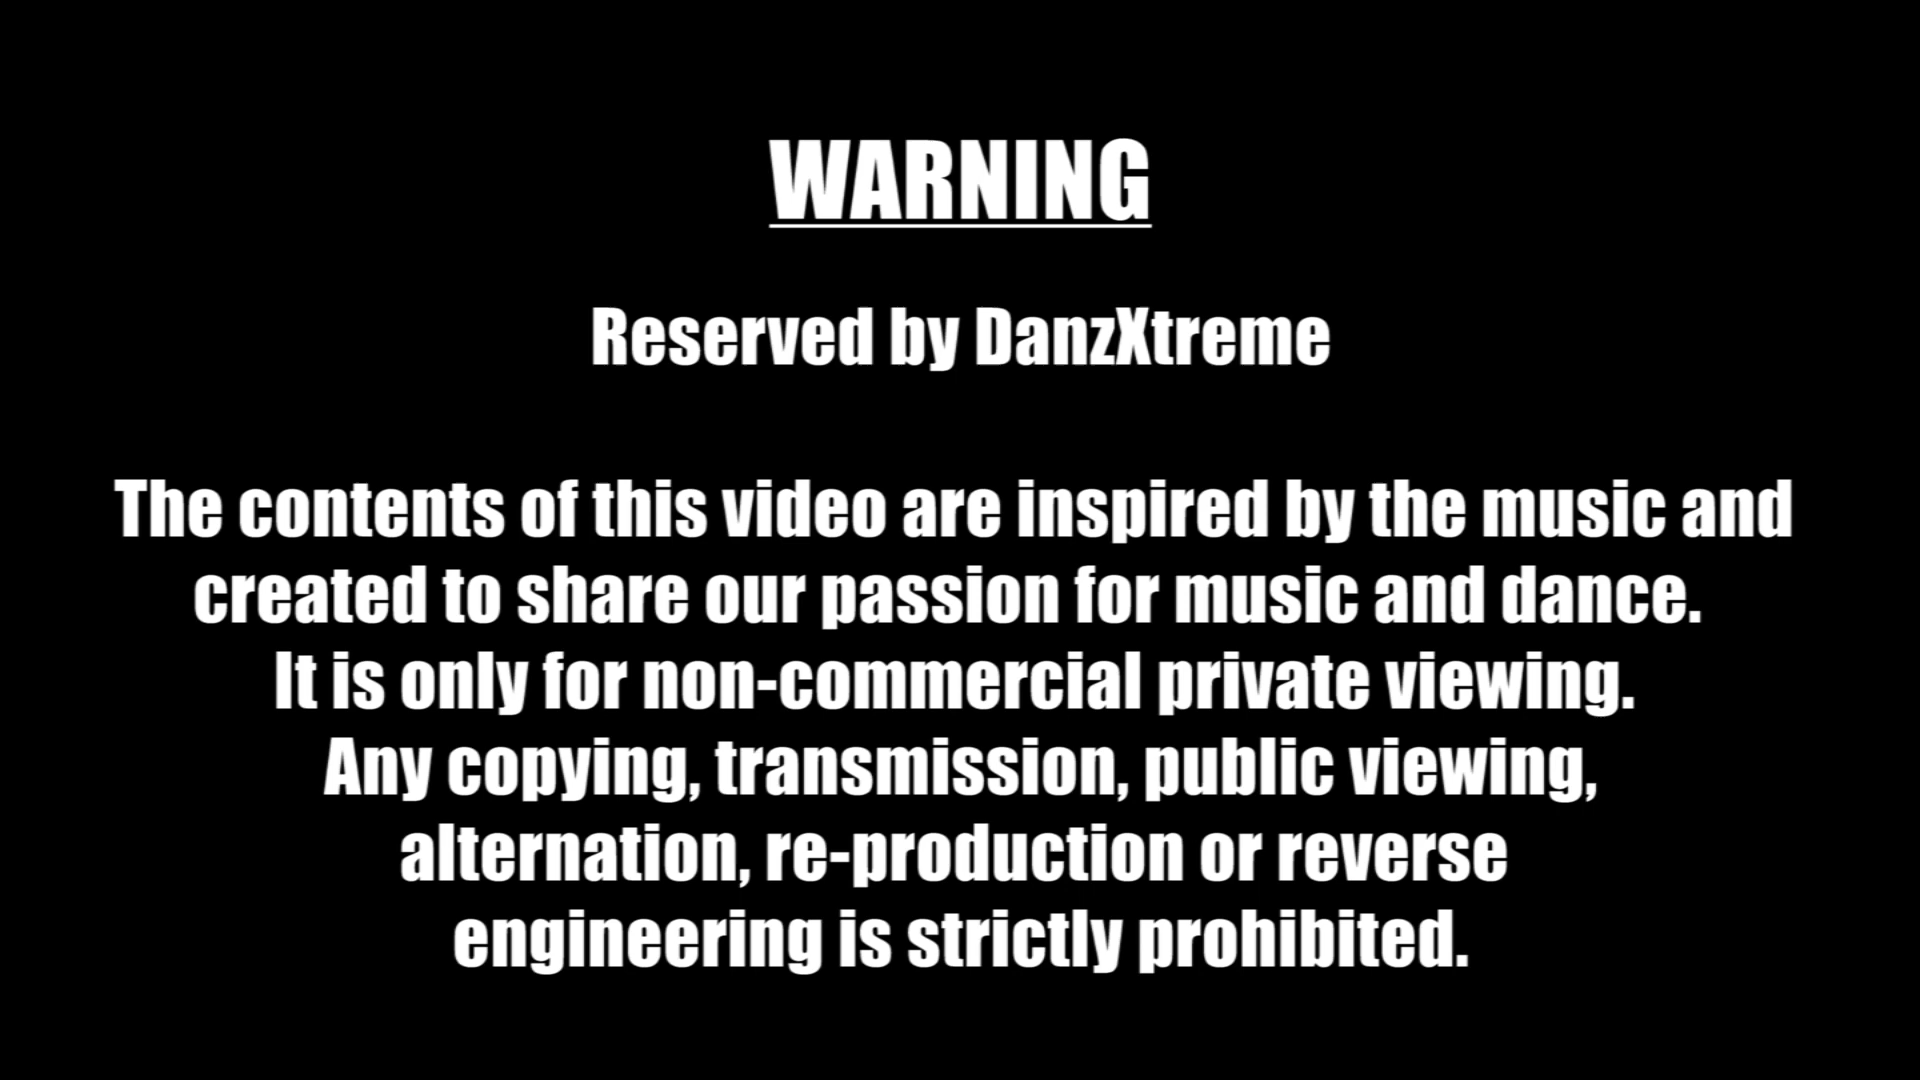 WARNING
Reserved by DanzXtreme
The contents of this video are inspired by the music and
created to share our passion for music and dance.
It is only for non-commercial private viewing.
Any copying, transmission, public viewing,
alternation, re-production or reverse
engineering is strictly prohibited.